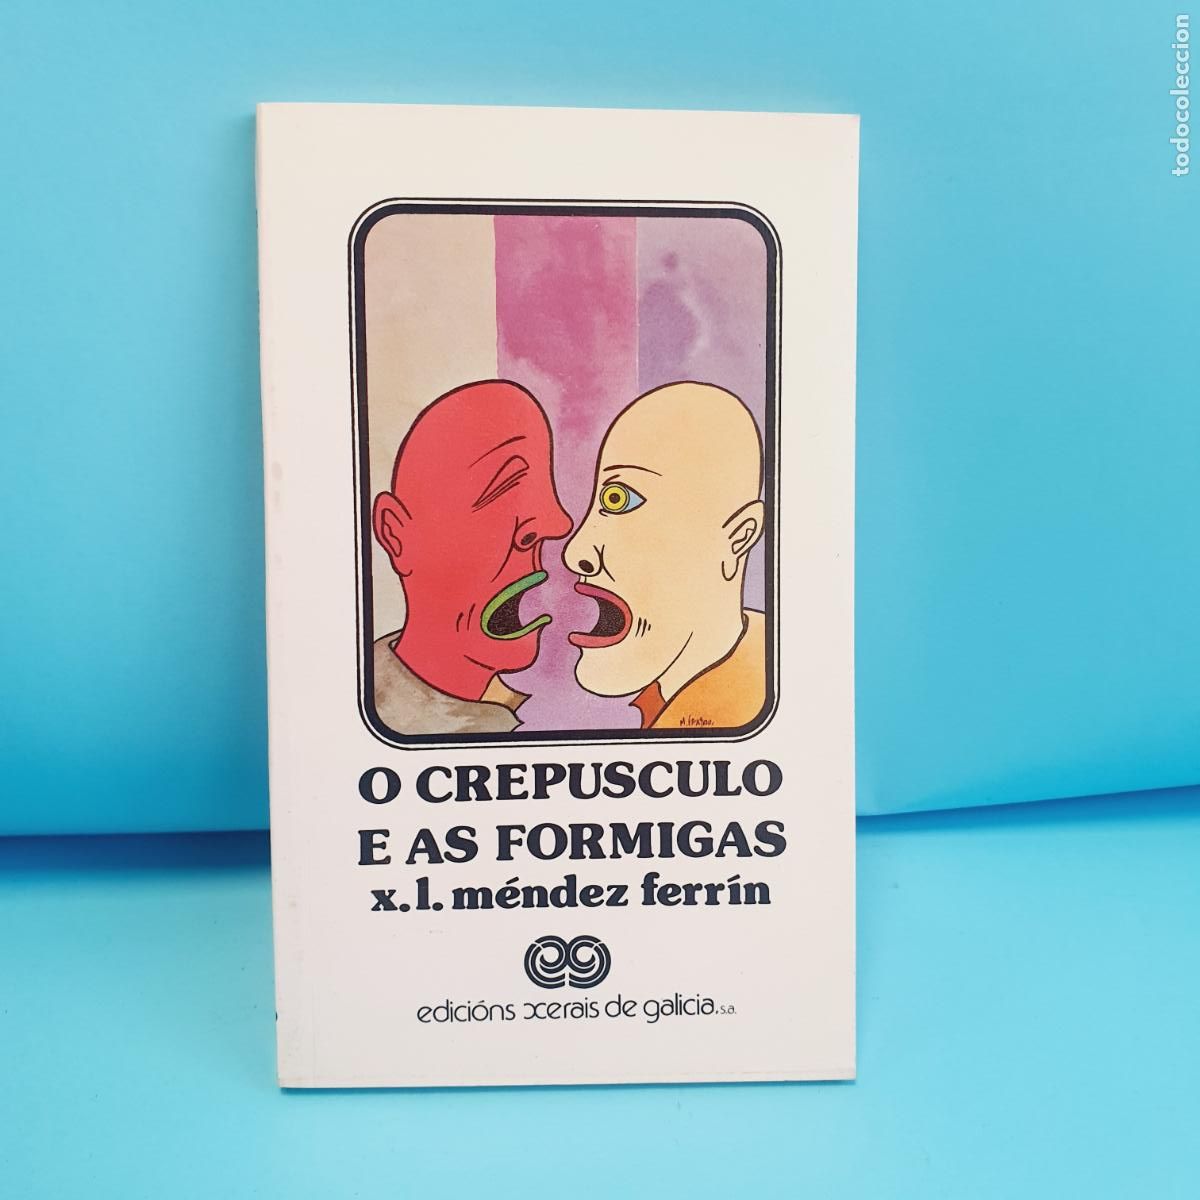 todocoleccion
O CREPUSCULO
E AS FORMIGAS
x.l. méndez ferrín
edicións xerais de galicia, s.a.